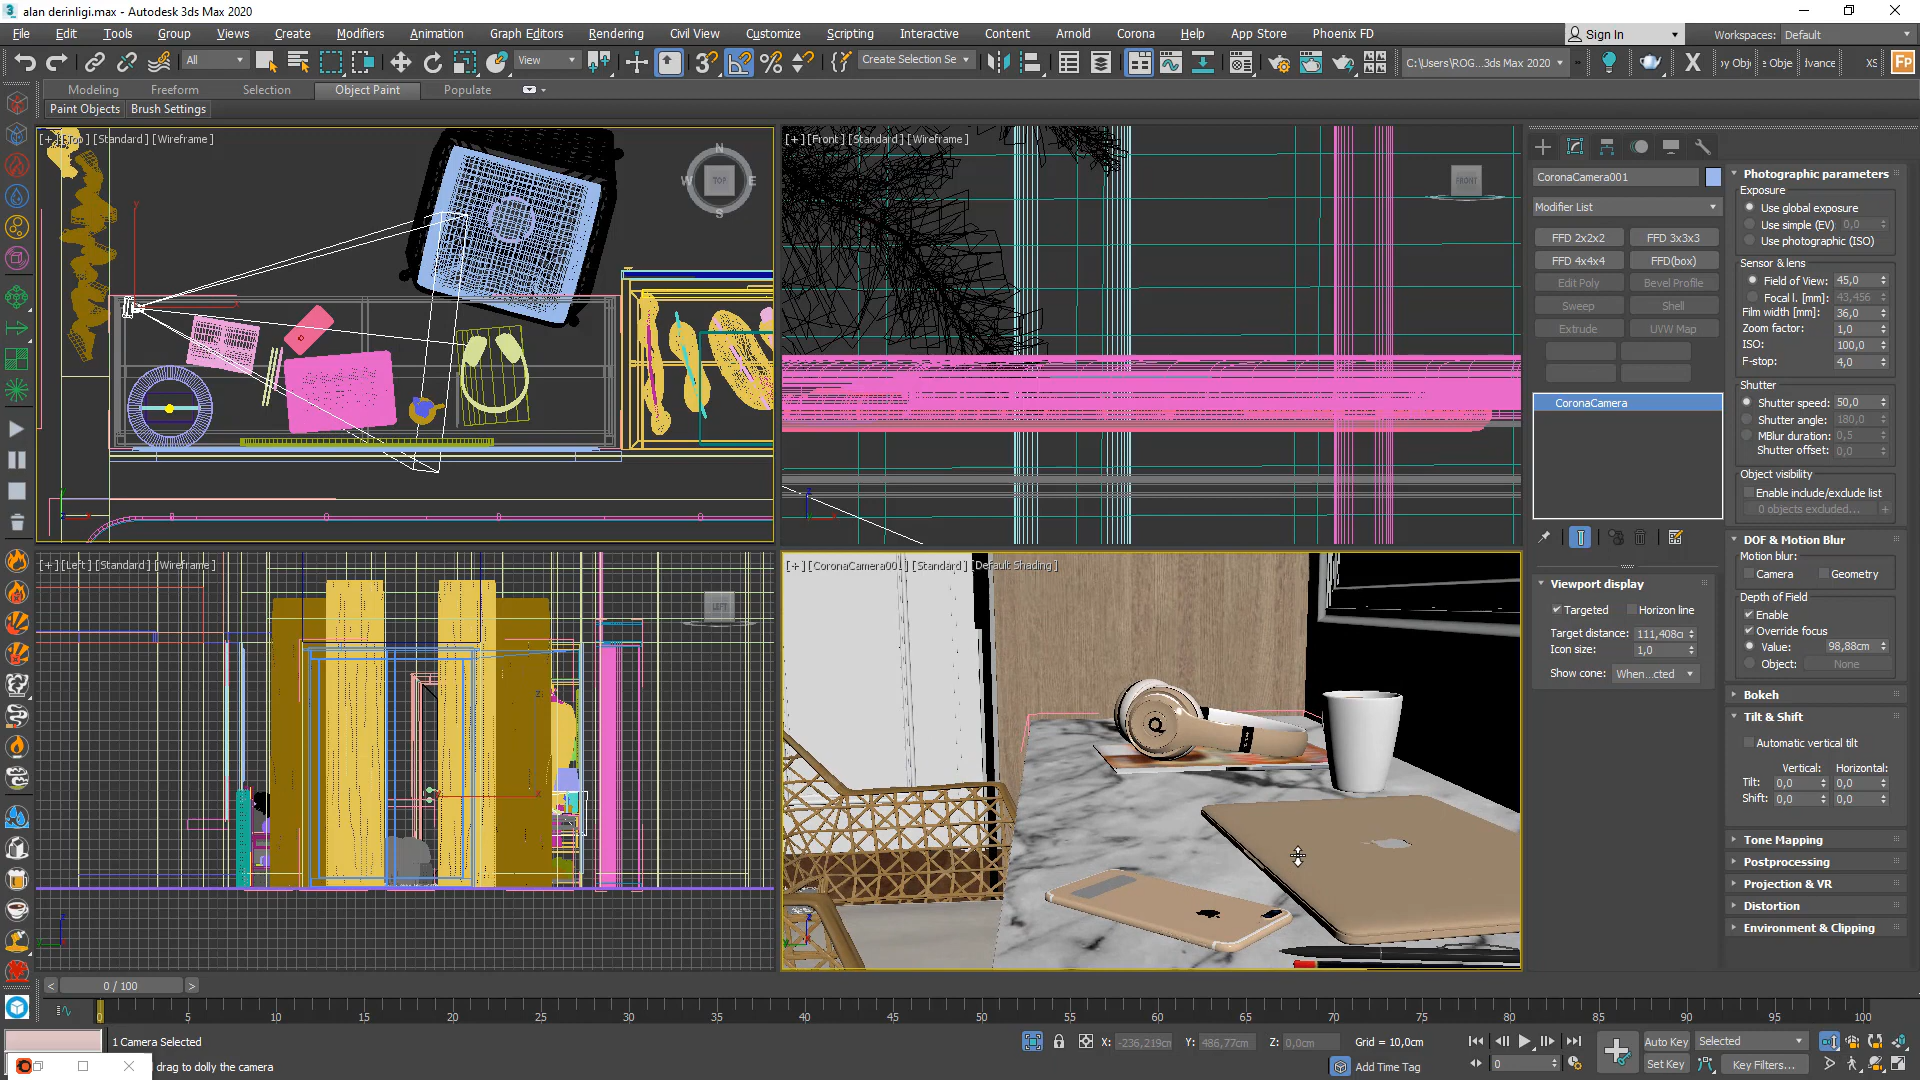 alan derinligi.max - Autodesk 3ds Max 2020
File Edit Tools Group Views Create Modifiers Animation Graph Editors Rendering Civil View Customize Scripting Interactive Content Arnold Corona Help App Store Phoenix FD
Sign In Workspaces: Default
All View Create Selection Se C:\Users\ROG...3ds Max 2020
Modeling Freeform Selection Object Paint Populate
Paint Objects Brush Settings
[+] [Top] [Standard] [Wireframe]
N
W TOP E
S
[+] [Front] [Standard] [Wireframe]
FRONT
[+] [Left] [Standard] [Wireframe]
LEFT
[+] [CoronaCamera001] [Standard] [Default Shading]
CoronaCamera001
Modifier List
FFD 2x2x2 FFD 3x3x3
FFD 4x4x4 FFD(box)
Edit Poly Bevel Profile
Sweep Shell
Extrude UVW Map
CoronaCamera
Viewport display
Targeted Horizon line
Target distance: 111,408c
Icon size: 1,0
Show cone: When...cted
Photographic parameters
Exposure
Use global exposure
Use simple (EV) 0,0
Use photographic (ISO)
Sensor & lens
Field of View: 45,0
Focal l. [mm]: 43,456
Film width [mm]: 36,0
Zoom factor: 1,0
ISO: 100,0
F-stop: 4,0
Shutter
Shutter speed: 50,0
Shutter angle: 180,0
MBlur duration: 0,5
Shutter offset: 0,0
Object visibility
Enable include/exclude list
0 objects excluded... +
DOF & Motion Blur
Motion blur:
Camera Geometry
Depth of Field
Enable
Override focus
Value: 98,88cm
Object: None
Bokeh
Tilt & Shift
Automatic vertical tilt
Vertical: Horizontal:
Tilt: 0,0 0,0
Shift: 0,0 0,0
Tone Mapping
Postprocessing
Projection & VR
Distortion
Environment & Clipping
< 0 / 100 >
0 5 10 15 20 25 30 35 40 45 50 55 60 65 70 75 80 85 90 95 100
1 Camera Selected
X: -236,219cm Y: 486,77cm Z: 0,0cm Grid = 10,0cm
Auto Key Selected
drag to dolly the camera
Add Time Tag
0
Set Key Key Filters...